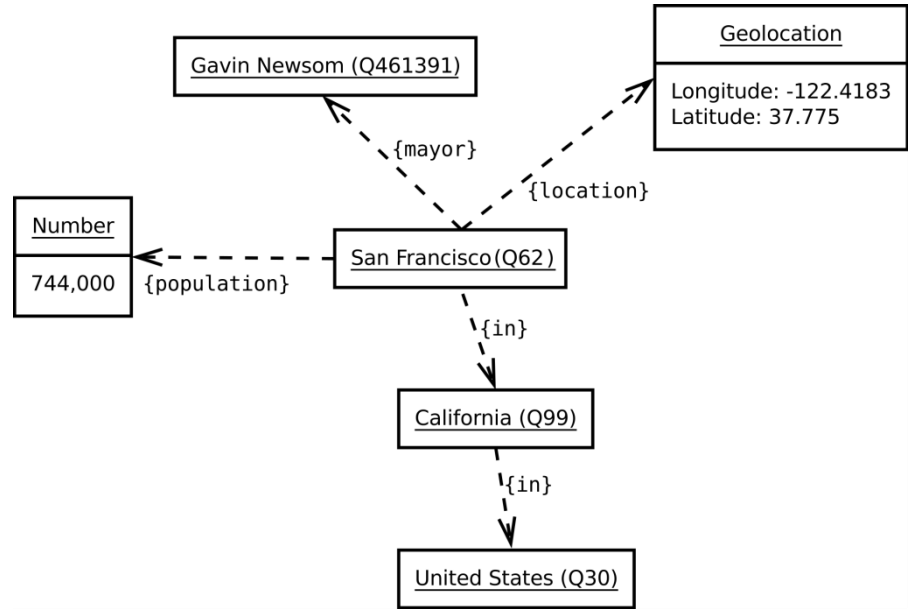 Gavin Newsom (Q461391)
Geolocation
Longitude: -122.4183
Latitude: 37.775
{mayor}
{location}
Number
744,000
{population}
San Francisco(Q62)
{in}
California (Q99)
{in}
United States (Q30)